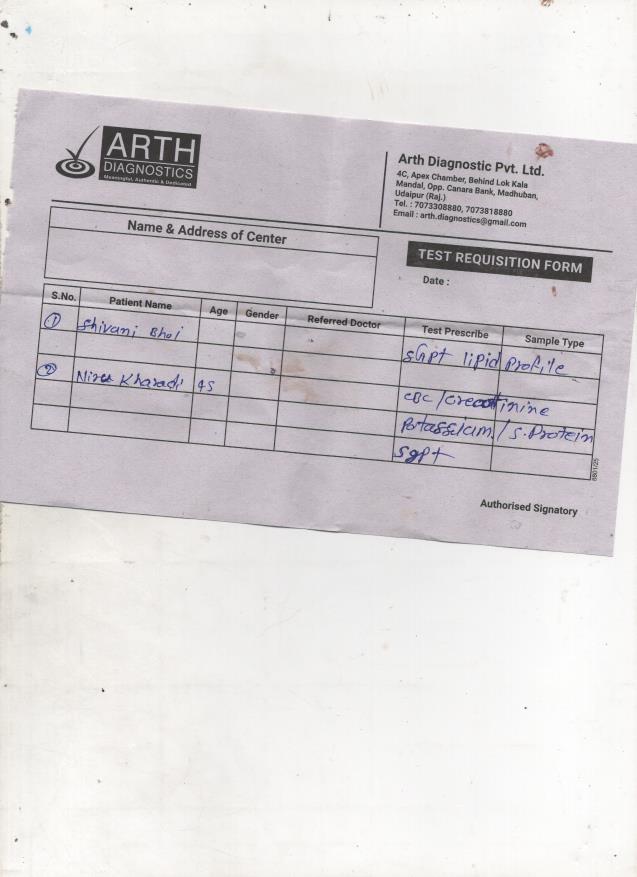 ARTH
DIAGNOSTICS
Meaningful, Authentic & Dedicated
Arth Diagnostic Pvt. Ltd.
4C, Apex Chamber, Behind Lok Kala
Mandal, Opp. Canara Bank, Madhuban,
Udaipur (Raj.)
Tel. : 7073308880, 7073818880
Email : arth.diagnostics@gmail.com
Name & Address of Center
TEST REQUISITION FORM
Date :
S.No. Patient Name Age Gender Referred Doctor Test Prescribe Sample Type
① Shivani Bhoi sGpt lipid Profile
② Khardi 45 CBC/creatinine
Potassium/S.Protein
sgpt
Authorised Signatory